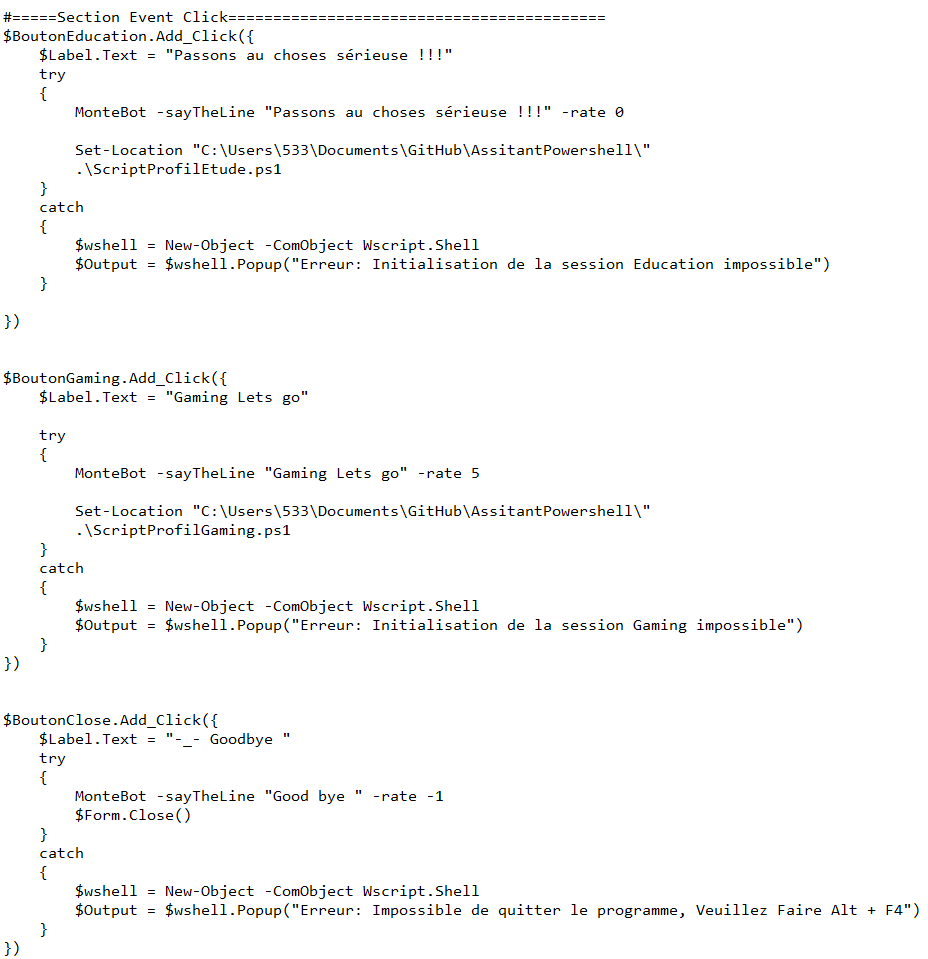 #=====Section Event Click==========================================
$BoutonEducation.Add_Click({
    $Label.Text = "Passons au choses sérieuse !!!"
    try
    {
        MonteBot -sayTheLine "Passons au choses sérieuse !!!" -rate 0

        Set-Location "C:\Users\533\Documents\GitHub\AssitantPowershell\"
        .\ScriptProfilEtude.ps1
    }
    catch
    {
        $wshell = New-Object -ComObject Wscript.Shell
        $Output = $wshell.Popup("Erreur: Initialisation de la session Education impossible")
    }

})


$BoutonGaming.Add_Click({
    $Label.Text = "Gaming Lets go"

    try
    {
        MonteBot -sayTheLine "Gaming Lets go" -rate 5

        Set-Location "C:\Users\533\Documents\GitHub\AssitantPowershell\"
        .\ScriptProfilGaming.ps1
    }
    catch
    {
        $wshell = New-Object -ComObject Wscript.Shell
        $Output = $wshell.Popup("Erreur: Initialisation de la session Gaming impossible")
    }
})


$BoutonClose.Add_Click({
    $Label.Text = "-_- Goodbye "
    try
    {
        MonteBot -sayTheLine "Good bye " -rate -1
        $Form.Close()
    }
    catch
    {
        $wshell = New-Object -ComObject Wscript.Shell
        $Output = $wshell.Popup("Erreur: Impossible de quitter le programme, Veuillez Faire Alt + F4")
    }
})